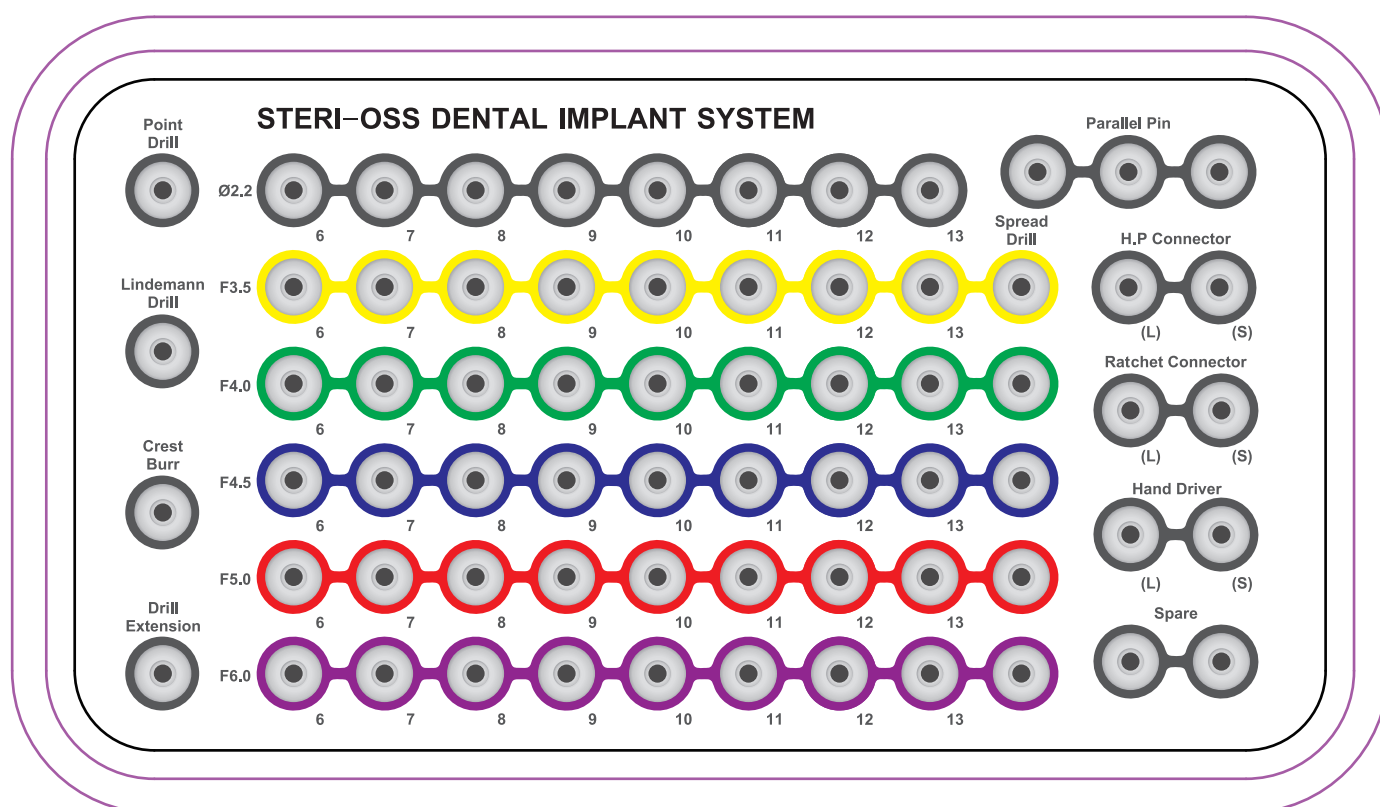 STERI-OSS DENTAL IMPLANT SYSTEM
Point
Drill
Parallel Pin
Ø2.2
6 7 8 9 10 11 12 13
Spread
Drill
H.P Connector
(L) (S)
Lindemann
Drill
F3.5
6 7 8 9 10 11 12 13
Ratchet Connector
(L) (S)
F4.0
6 7 8 9 10 11 12 13
Crest
Burr
F4.5
6 7 8 9 10 11 12 13
Hand Driver
(L) (S)
F5.0
6 7 8 9 10 11 12 13
Drill
Extension
Spare
F6.0
6 7 8 9 10 11 12 13